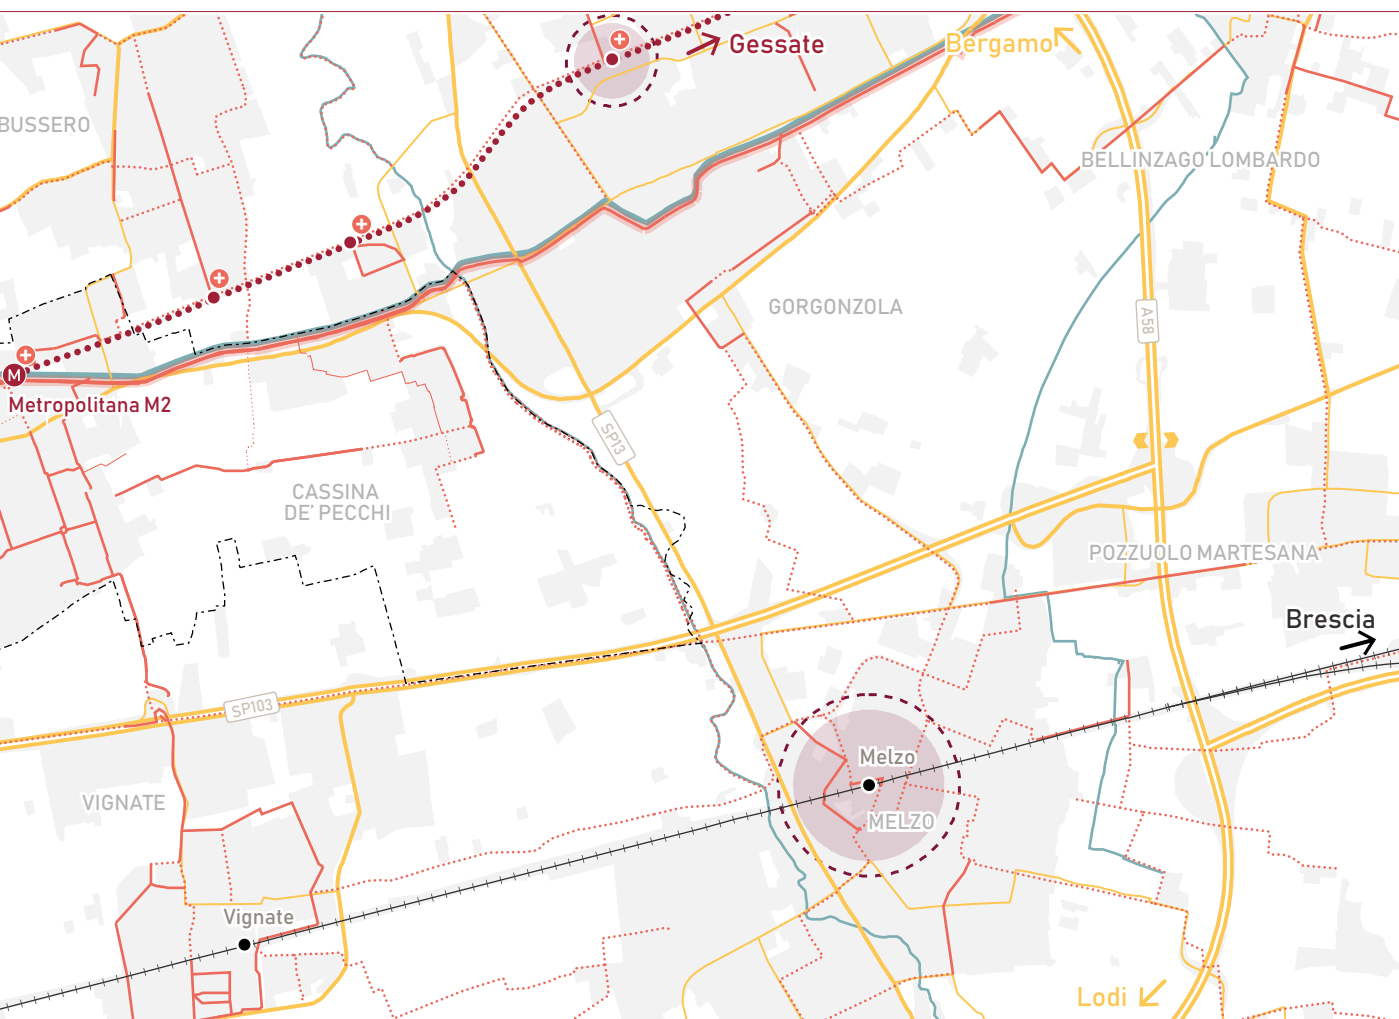 Gessate
Bergamo
BUSSERO
BELLINZAGO LOMBARDO
GORGONZOLA
A58
M
Metropolitana M2
SP13
CASSINA
DE' PECCHI
POZZUOLO MARTESANA
Brescia
SP103
Melzo
VIGNATE
MELZO
Vignate
Lodi